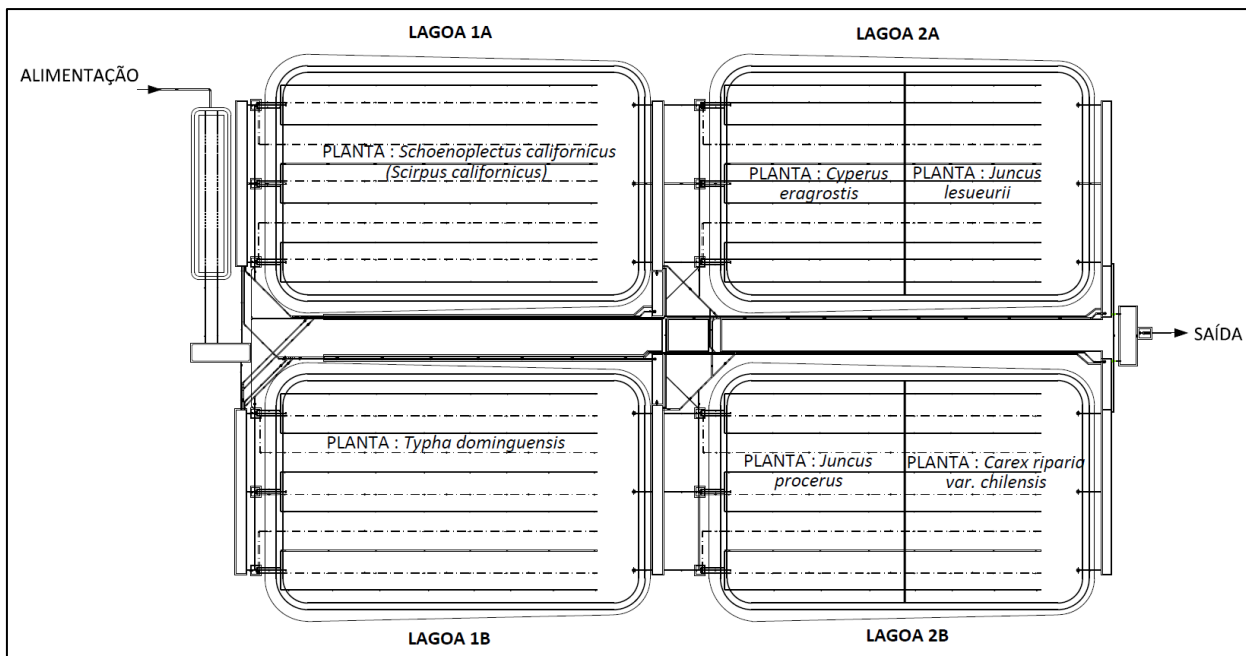 LAGOA 1A
LAGOA 2A
ALIMENTAÇÃO
PLANTA : Schoenoplectus californicus
(Scirpus californicus)
PLANTA : Cyperus
eragrostis
PLANTA : Juncus
lesueurii
SAÍDA
PLANTA : Typha dominguensis
PLANTA : Juncus
procerus
PLANTA : Carex riparia
var. chilensis
LAGOA 1B
LAGOA 2B